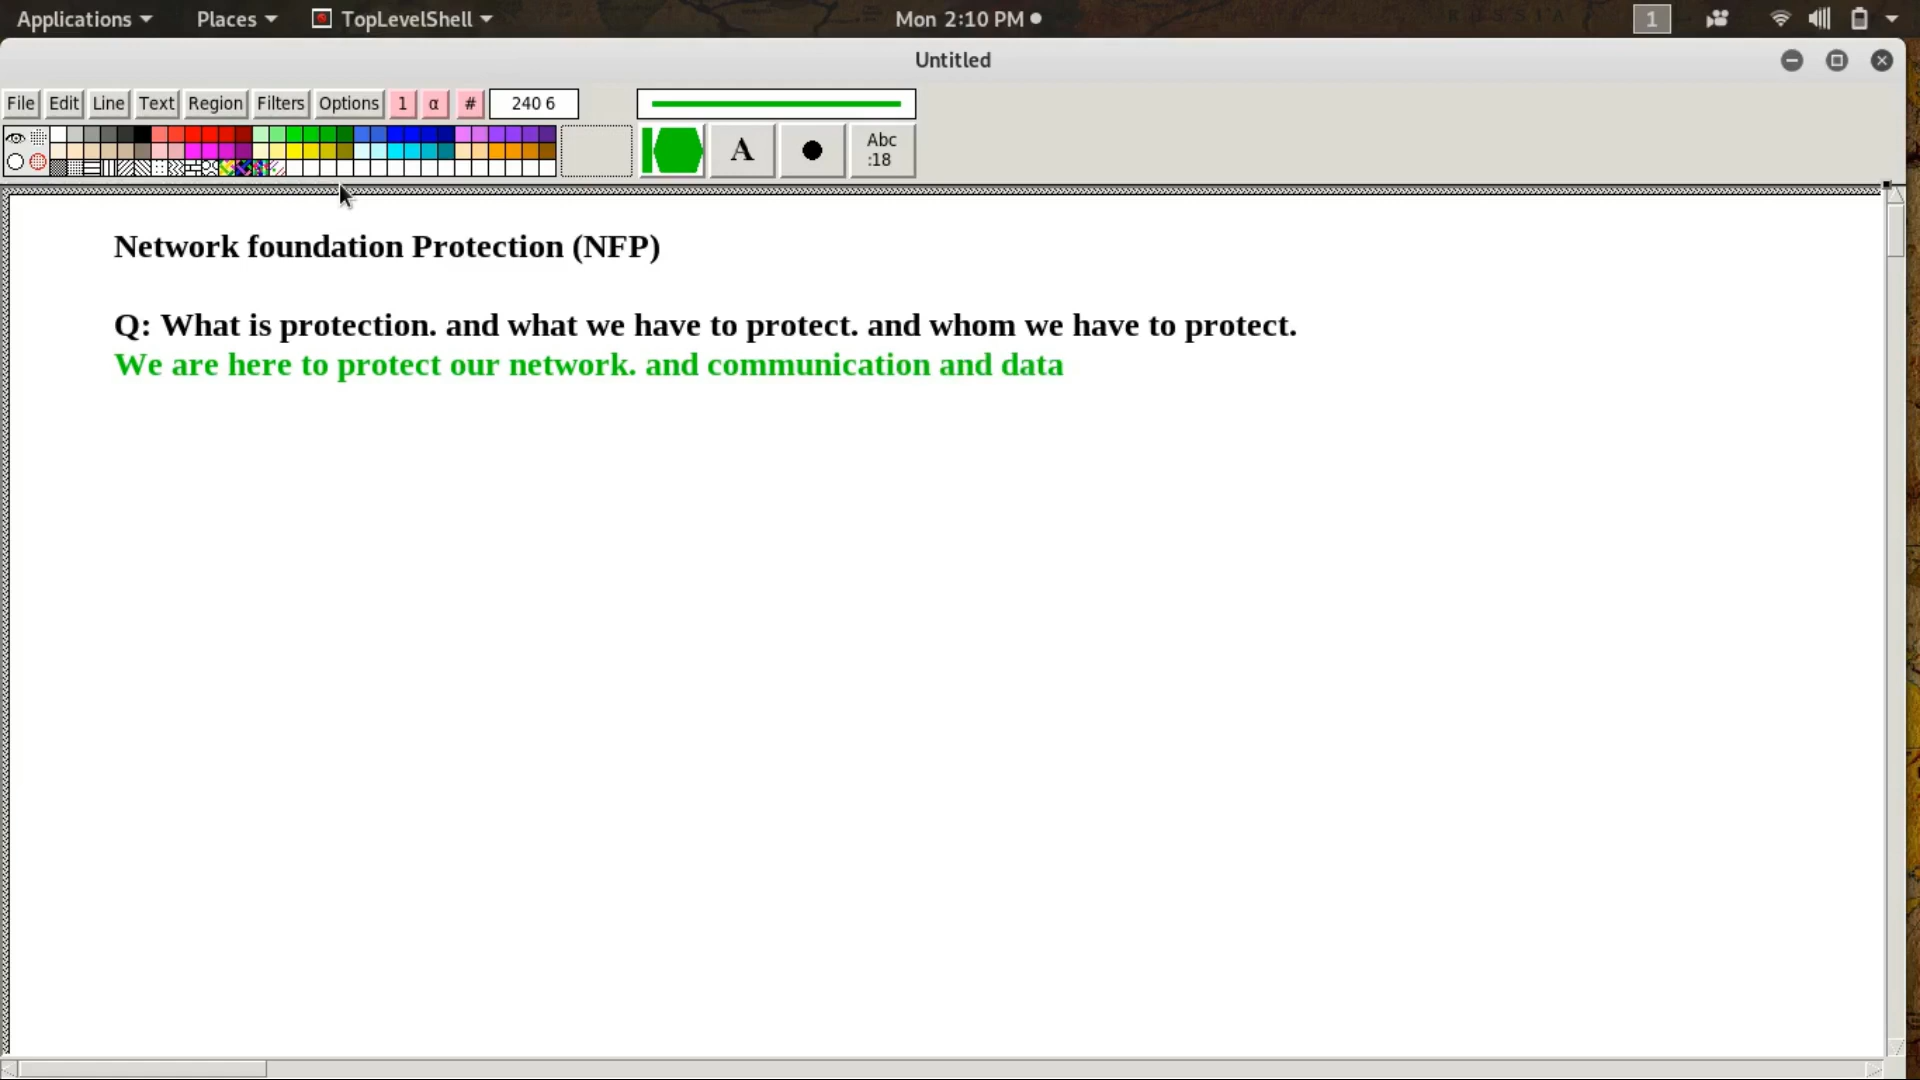 Applications Places TopLevelShell Mon 2:10 PM 1
Untitled
File Edit Line Text Region Filters Options 1 α # 240 6
A Abc
:18
Network foundation Protection (NFP)
Q: What is protection. and what we have to protect. and whom we have to protect.
We are here to protect our network. and communication and data